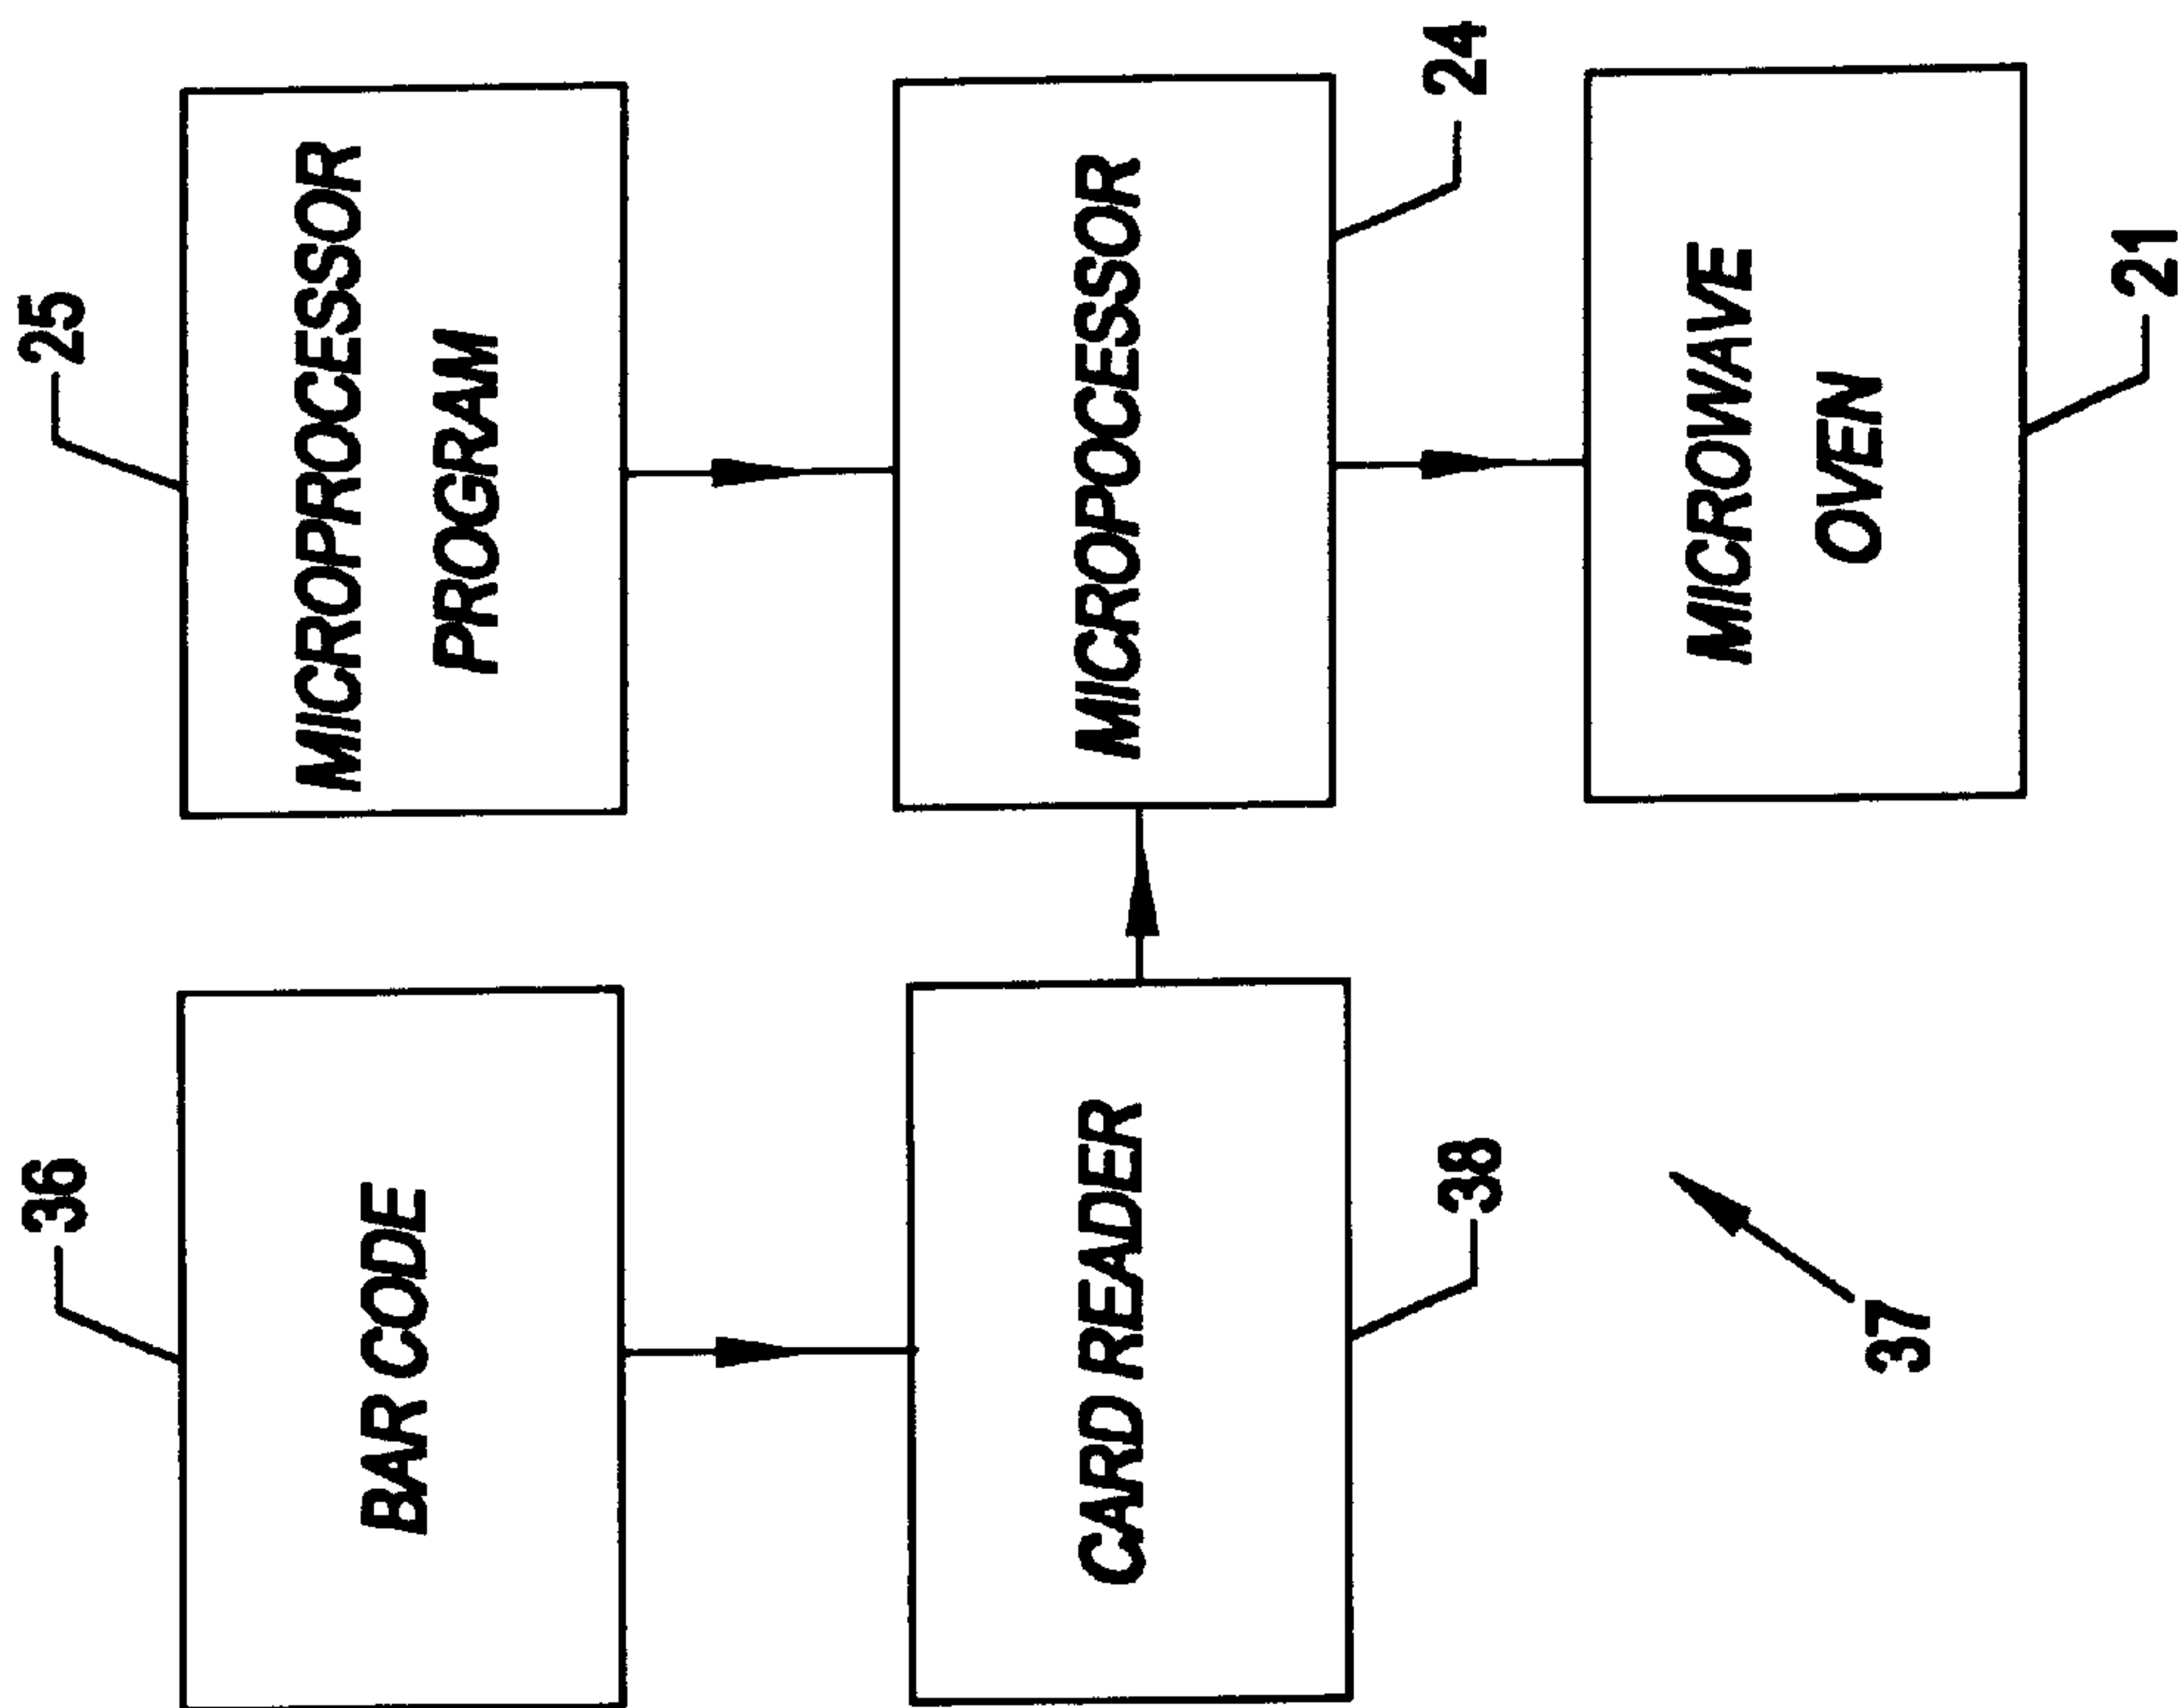 36
BAR CODE
25
MICROPROCESSOR
PROGRAM
CARD READER
38
MICROPOCESSOR
24
MICROWAVE
OVEN
21
37